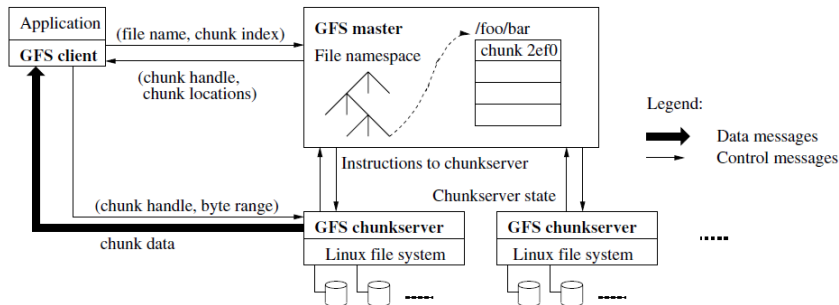 Application
GFS client
(file name, chunk index)
(chunk handle,
chunk locations)
GFS master
File namespace
/foo/bar
chunk 2ef0
Legend:
Data messages
Control messages
Instructions to chunkserver
Chunkserver state
(chunk handle, byte range)
chunk data
GFS chunkserver
Linux file system
GFS chunkserver
Linux file system